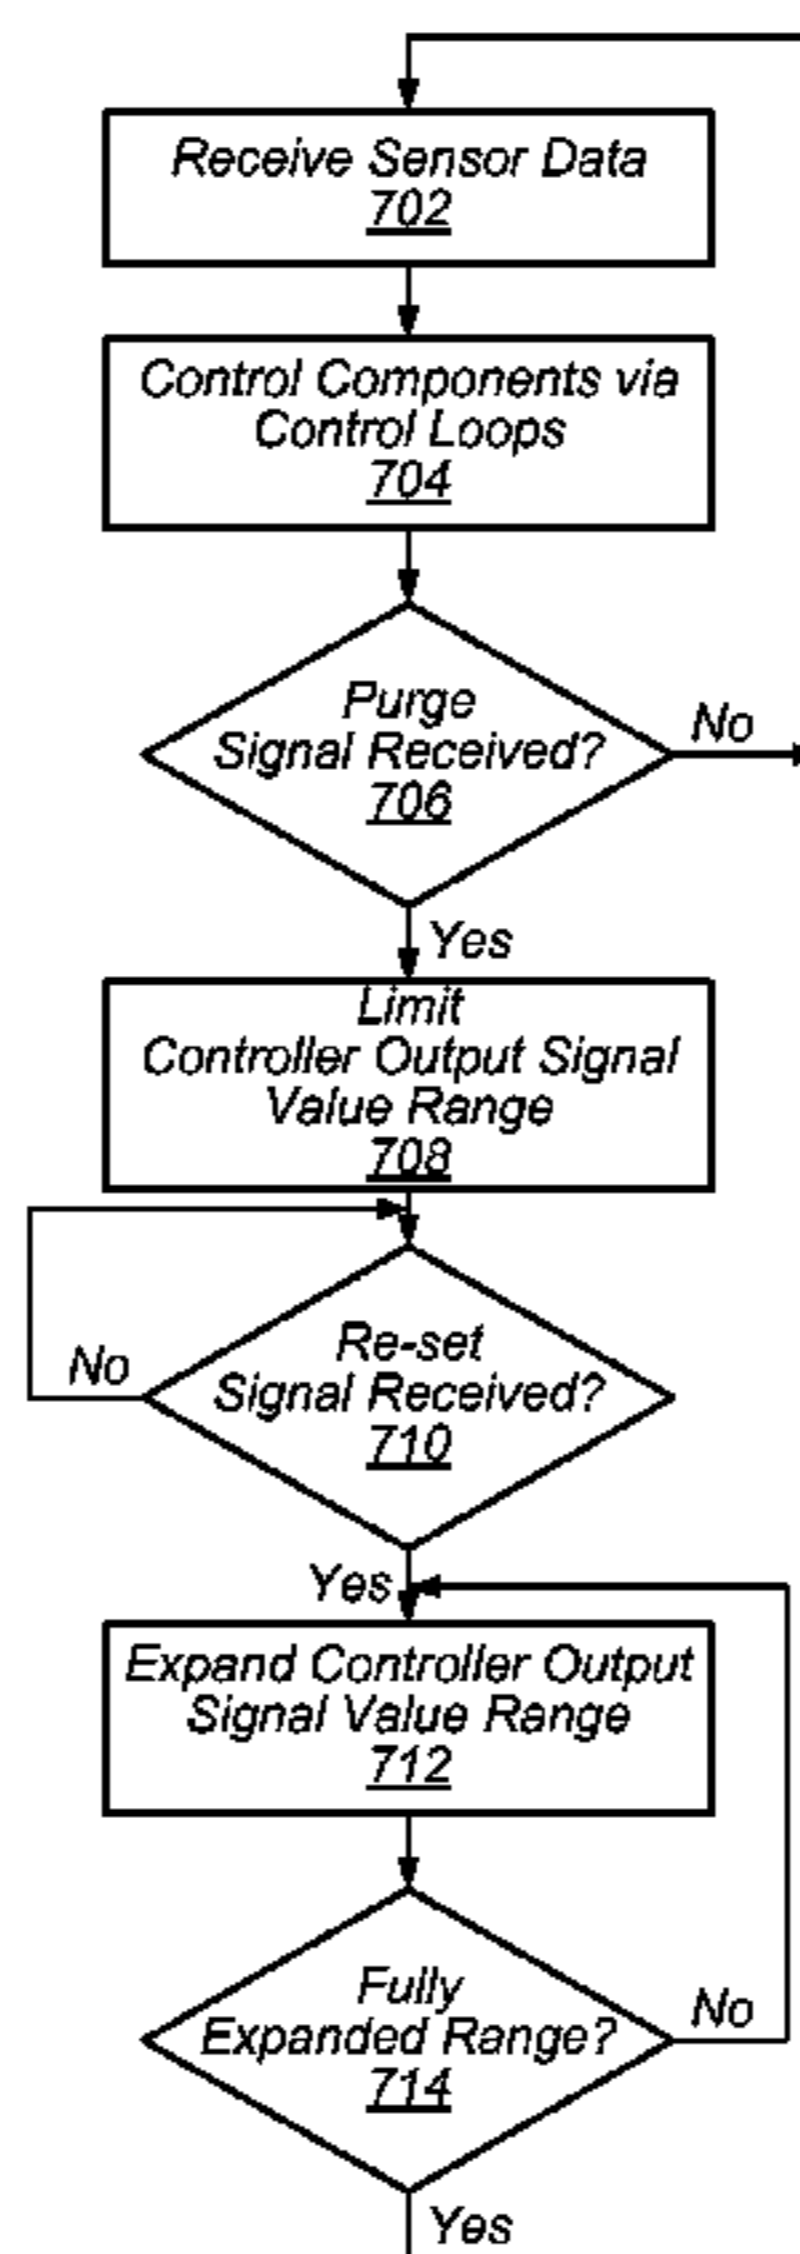 Receive Sensor Data
702
Control Components via
Control Loops
704
Purge
Signal Received?
706
No
Yes
Limit
Controller Output Signal
Value Range
708
Re-set
Signal Received?
710
No
Yes
Expand Controller Output
Signal Value Range
712
Fully
Expanded Range?
714
No
Yes